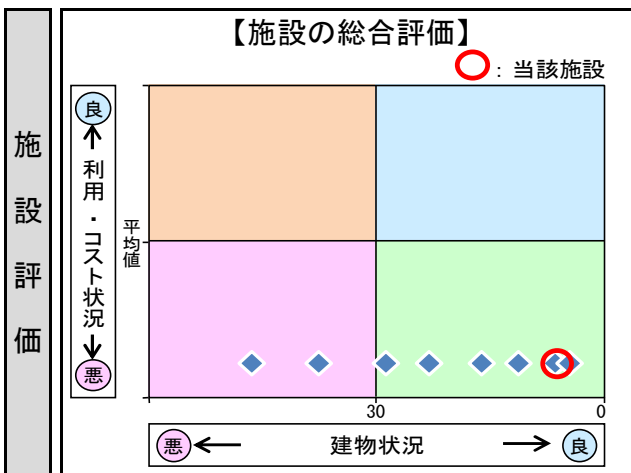 施設評価
【施設の総合評価】
：当該施設
良
利用・コスト状況
悪
平均値
30
0
悪
建物状況
良